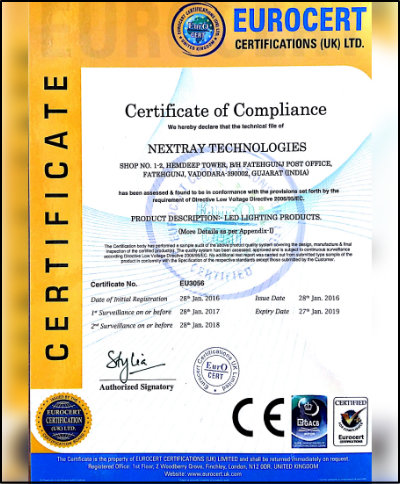 EUROCERT
CERTIFICATIONS (UK) LTD.
CERTIFICATE
Certificate of Compliance
We hereby declare that the technical file of
NEXTRAY TECHNOLOGIES
SHOP NO. 1-2, HEMDEEP TOWER, B/H FATEHGUNJ POST OFFICE,
FATEHGUNJ, VADODARA-390002, GUJARAT (INDIA)
has been assessed & found to be in conformance with the provisions set forth by the
requirement of Directive Low Voltage Directive 2006/95/EC.
PRODUCT DESCRIPTION:- LED LIGHTING PRODUCTS.
(More Details as per Appendix-I)
The Certification body has performed a sample audit of the above product quality system covering the design, manufacture & final
inspection of the certified product(s). The quality system has been assessed, approved and is subject to continuous surveillance
according Directive Low Voltage Directive 2006/95/EC. No additional test report was carried out from submitted type sample of the
product in conformity with the specification of the respective standards except those submitted by the Customer.
Certificate No. EU3056
Date of Initial Registration 28th Jan. 2016 Issue Date 28th Jan. 2016
1st Surveillance on or before 28th Jan. 2017 Expiry Date 27th Jan. 2019
2nd Surveillance on or before 28th Jan. 2018
Authorized Signatory
Eurocert Certifications UK Limited
EurO
CERT
EUROCERT
CERTIFICATION
(UK) LTD.
CE
CERTIFIED
Eurocert
Certifications
The Certificate is the property of EUROCERT CERTIFICATIONS (UK) LIMITED and shall be returned immediately on request.
Registered Office: 1st Floor, 2 Woodberry Grove, Finchley, London, N12 0DR. UNITED KINGDOM
Website: www.eurocert.uk.com